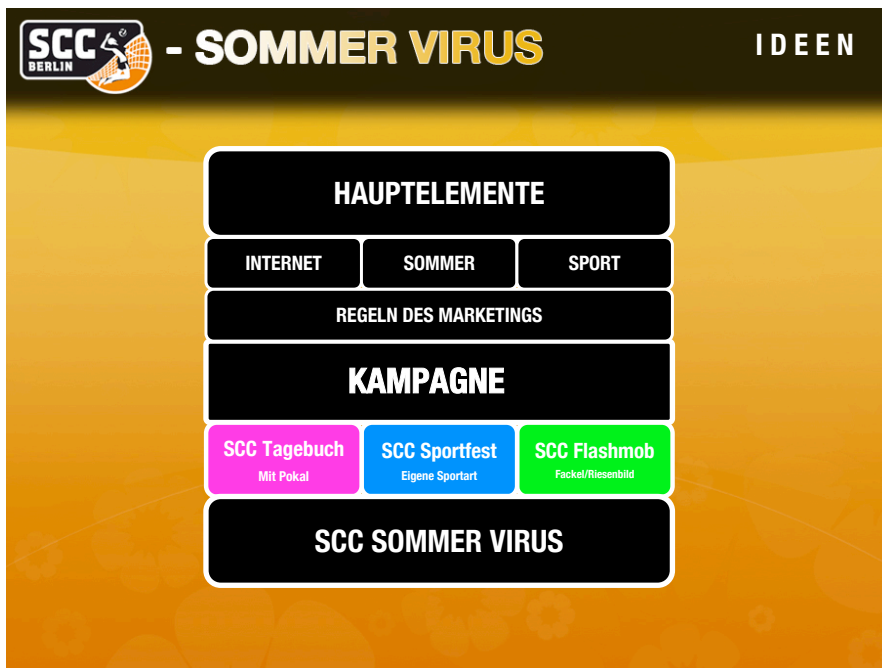 SCC
BERLIN
- SOMMER VIRUS
IDEEN
HAUPTELEMENTE
INTERNET
SOMMER
SPORT
REGELN DES MARKETINGS
KAMPAGNE
SCC Tagebuch
Mit Pokal
SCC Sportfest
Eigene Sportart
SCC Flashmob
Fackel/Riesenbild
SCC SOMMER VIRUS